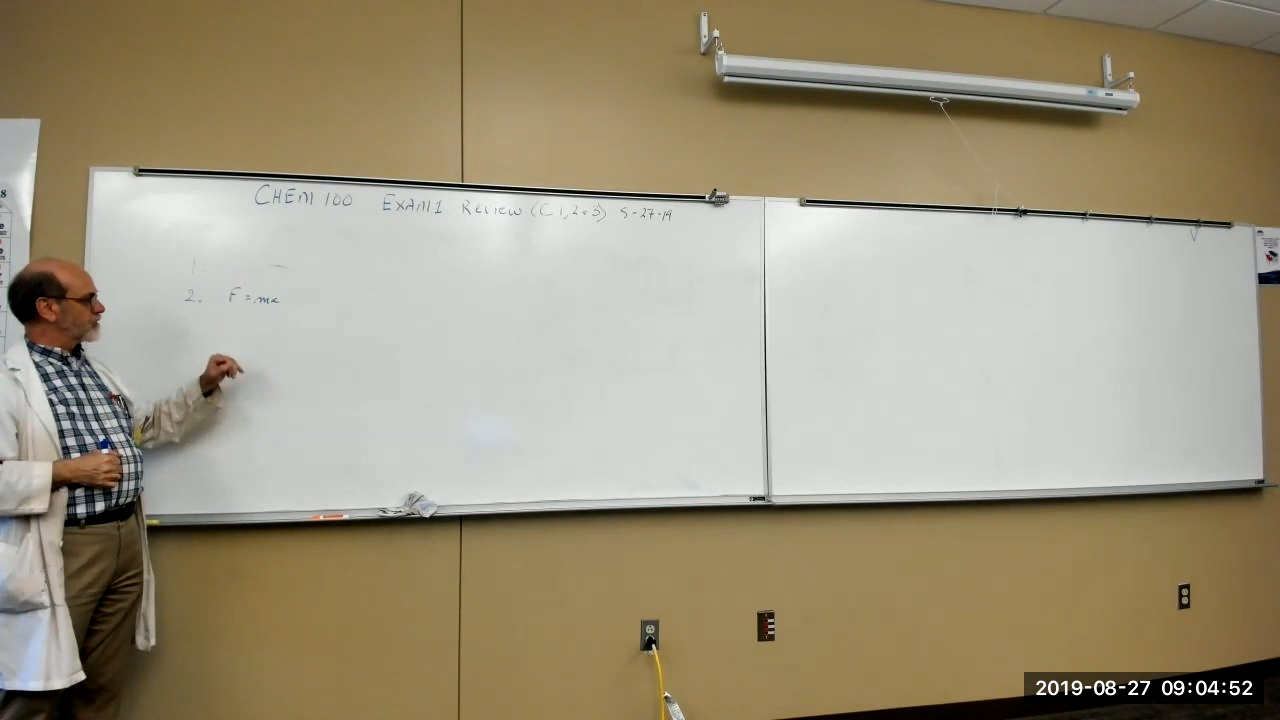 CHEM 100 EXAM 1 Review (C 1, 2 + 3) 8-27-19
1.
2. F = ma
2019-08-27 09:04:52